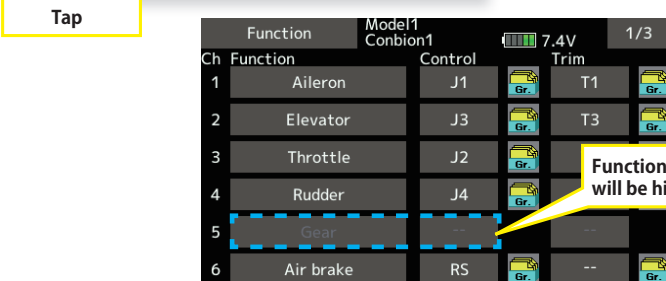 Tap
Function Model1 1/3
Conbion1 7.4V
Ch Function Control Trim
1 Aileron J1 Gr. T1 Gr.
2 Elevator J3 Gr. T3 Gr.
3 Throttle J2 Gr.
Function
will be hi
4 Rudder J4 Gr.
5 Gear -- --
6 Air brake RS Gr. -- Gr.